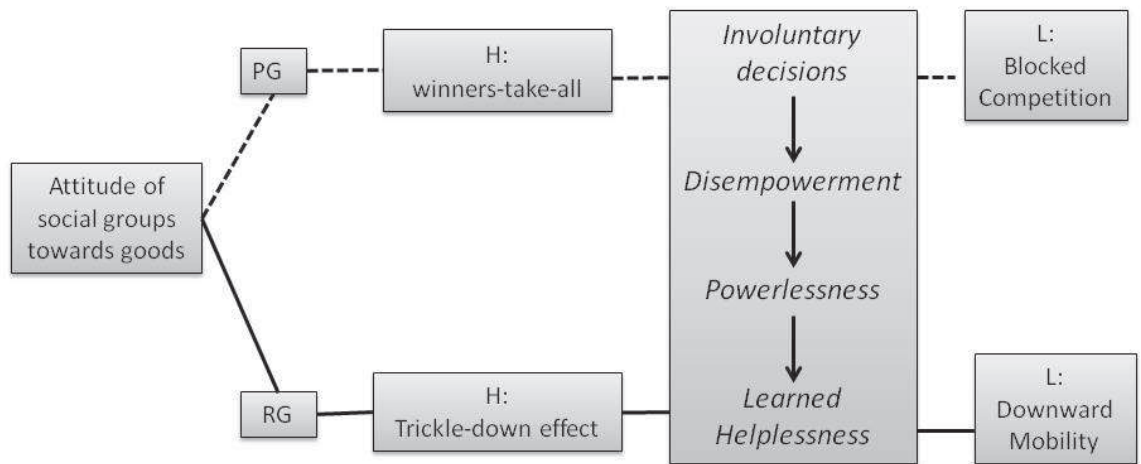 Attitude of
social groups
towards goods
PG
H:
winners-take-all
RG
H:
Trickle-down effect
Involuntary
decisions
Disempowerment
Powerlessness
Learned
Helplessness
L:
Blocked
Competition
L:
Downward
Mobility